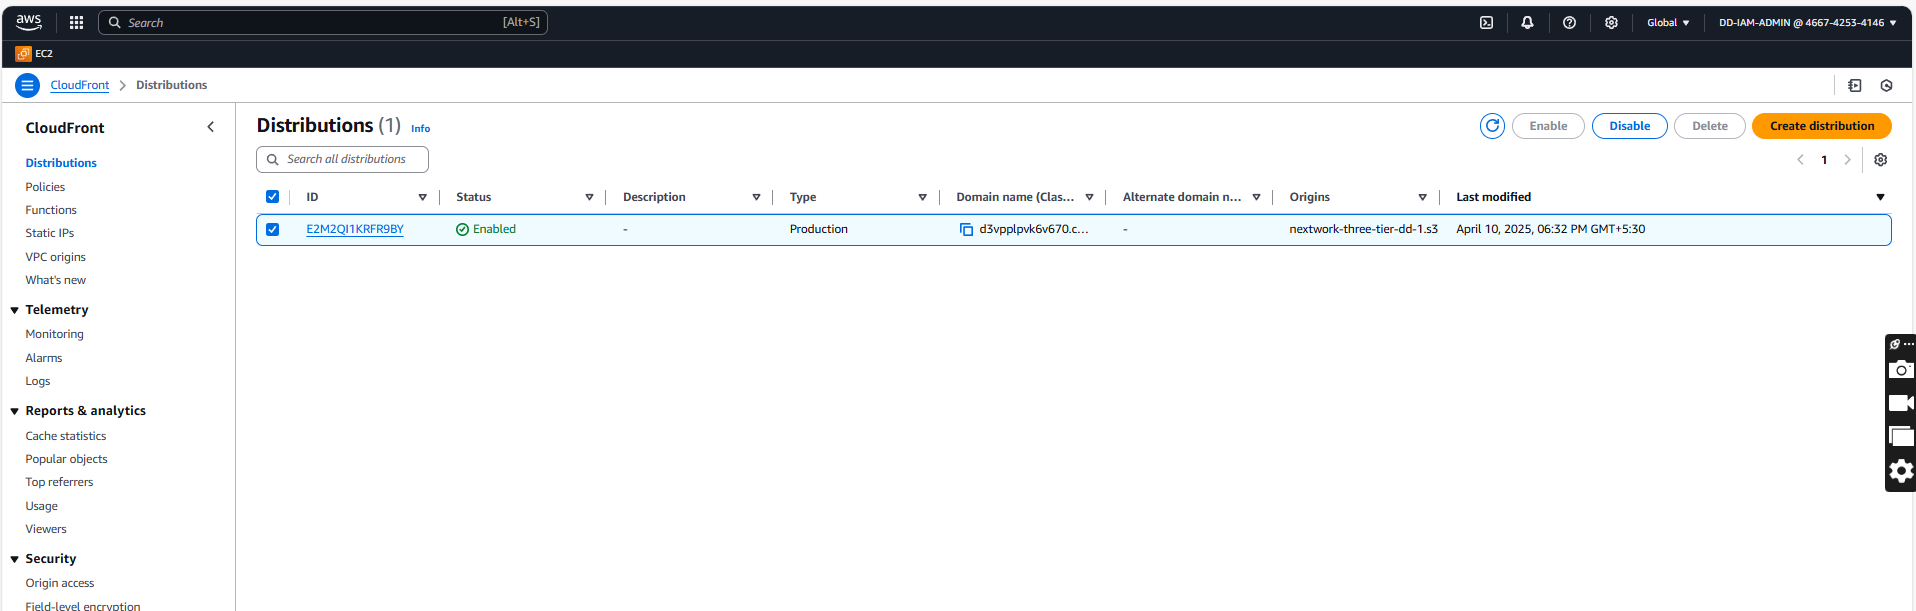 aws
Search [Alt+S]
Global
DD-IAM-ADMIN @ 4667-4253-4146
EC2
CloudFront
Distributions
CloudFront
Distributions
Policies
Functions
Static IPs
VPC origins
What's new
Telemetry
Monitoring
Alarms
Logs
Reports & analytics
Cache statistics
Popular objects
Top referrers
Usage
Viewers
Security
Origin access
Field-level encryption
Distributions (1) Info
Enable
Disable
Delete
Create distribution
Search all distributions
1
ID Status Description Type Domain name (Clas... Alternate domain n... Origins Last modified
E2M2QI1KRFR9BY Enabled - Production d3vpplpvk6v670.c... - nextwork-three-tier-dd-1.s3 April 10, 2025, 06:32 PM GMT+5:30